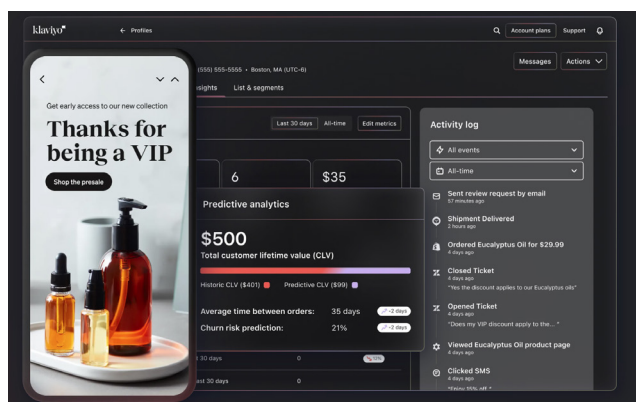 klaviyo
← Profiles
Account plans
Support
(555) 555-5555 • Boston, MA (UTC-6)
Messages
Actions
List & segments
Get early access to our new collection
Thanks for
being a VIP
Shop the presale
Last 30 days
All-time
Edit metrics
6
$35
Predictive analytics
$500
Total customer lifetime value (CLV)
Historic CLV ($401)
Predictive CLV ($99)
Average time between orders: 35 days -2 days
Churn risk prediction: 21% -2 days
30 days 0
Last 30 days 0
Activity log
All events
All-time
Sent review request by email
57 minutes ago
Shipment Delivered
2 hours ago
Ordered Eucalyptus Oil for $29.99
4 days ago
Closed Ticket
4 days ago
"Yes the discount applies to our Eucalyptus oils"
Opened Ticket
4 days ago
"Does my VIP discount apply to the... "
Viewed Eucalyptus Oil product page
4 days ago
Clicked SMS
4 days ago
"Enjoy 15% off "